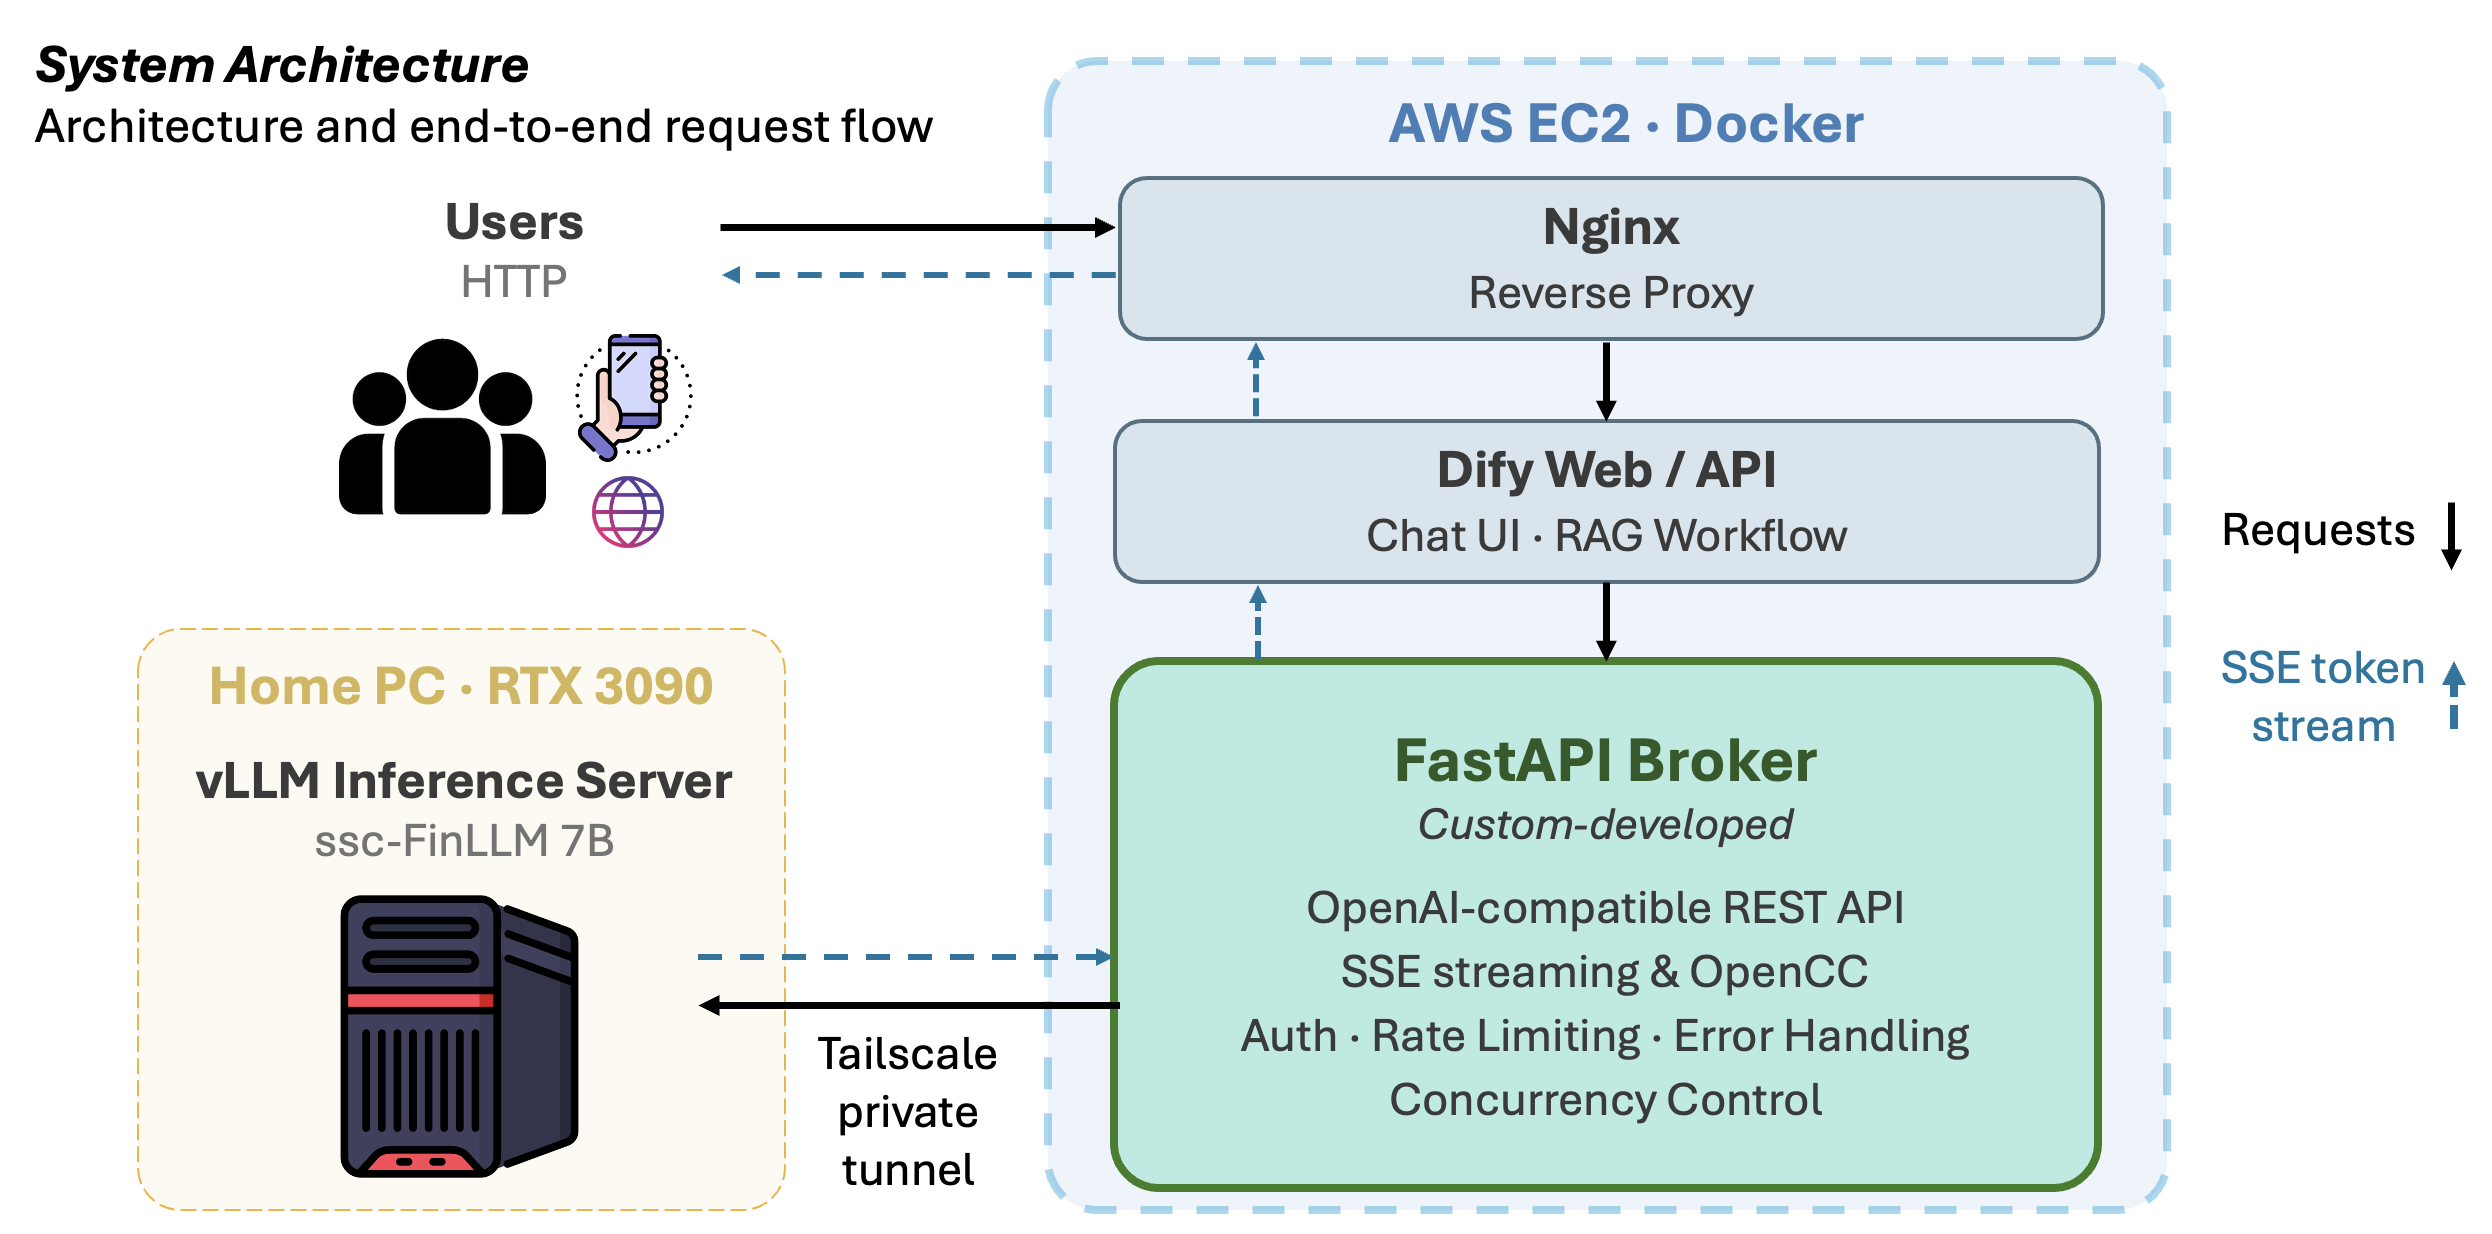 System Architecture
Architecture and end-to-end request flow
Users
HTTP
AWS EC2 · Docker
Nginx
Reverse Proxy
Dify Web / API
Chat UI · RAG Workflow
FastAPI Broker
Custom-developed
OpenAI-compatible REST API
SSE streaming & OpenCC
Auth · Rate Limiting · Error Handling
Concurrency Control
Home PC · RTX 3090
vLLM Inference Server
ssc-FinLLM 7B
Tailscale
private
tunnel
Requests
SSE token
stream